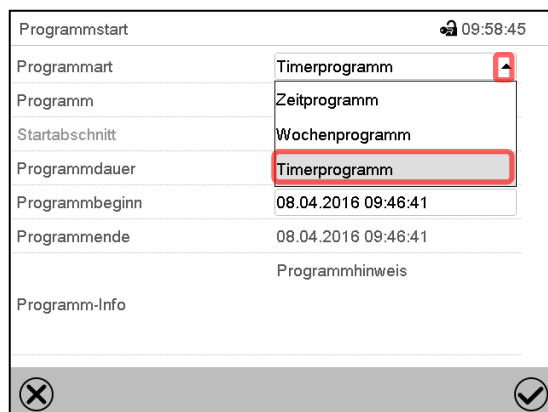 Programmstart 09:58:45
Programmart Timerprogramm
Programm Zeitprogramm
Startabschnitt Wochenprogramm
Programmdauer Timerprogramm
Programmbeginn 08.04.2016 09:46:41
Programmende 08.04.2016 09:46:41
Programmhinweis
Programm-Info